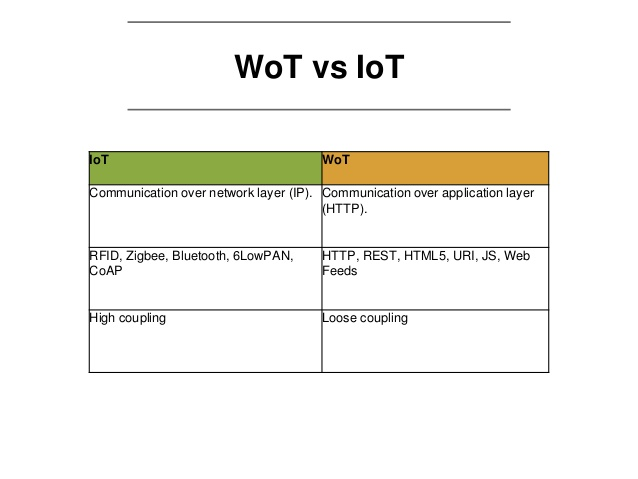 WoT vs IoT
IoT
WoT
Communication over network layer (IP).
Communication over application layer
(HTTP).
RFID, Zigbee, Bluetooth, 6LowPAN,
CoAP
HTTP, REST, HTML5, URI, JS, Web
Feeds
High coupling
Loose coupling